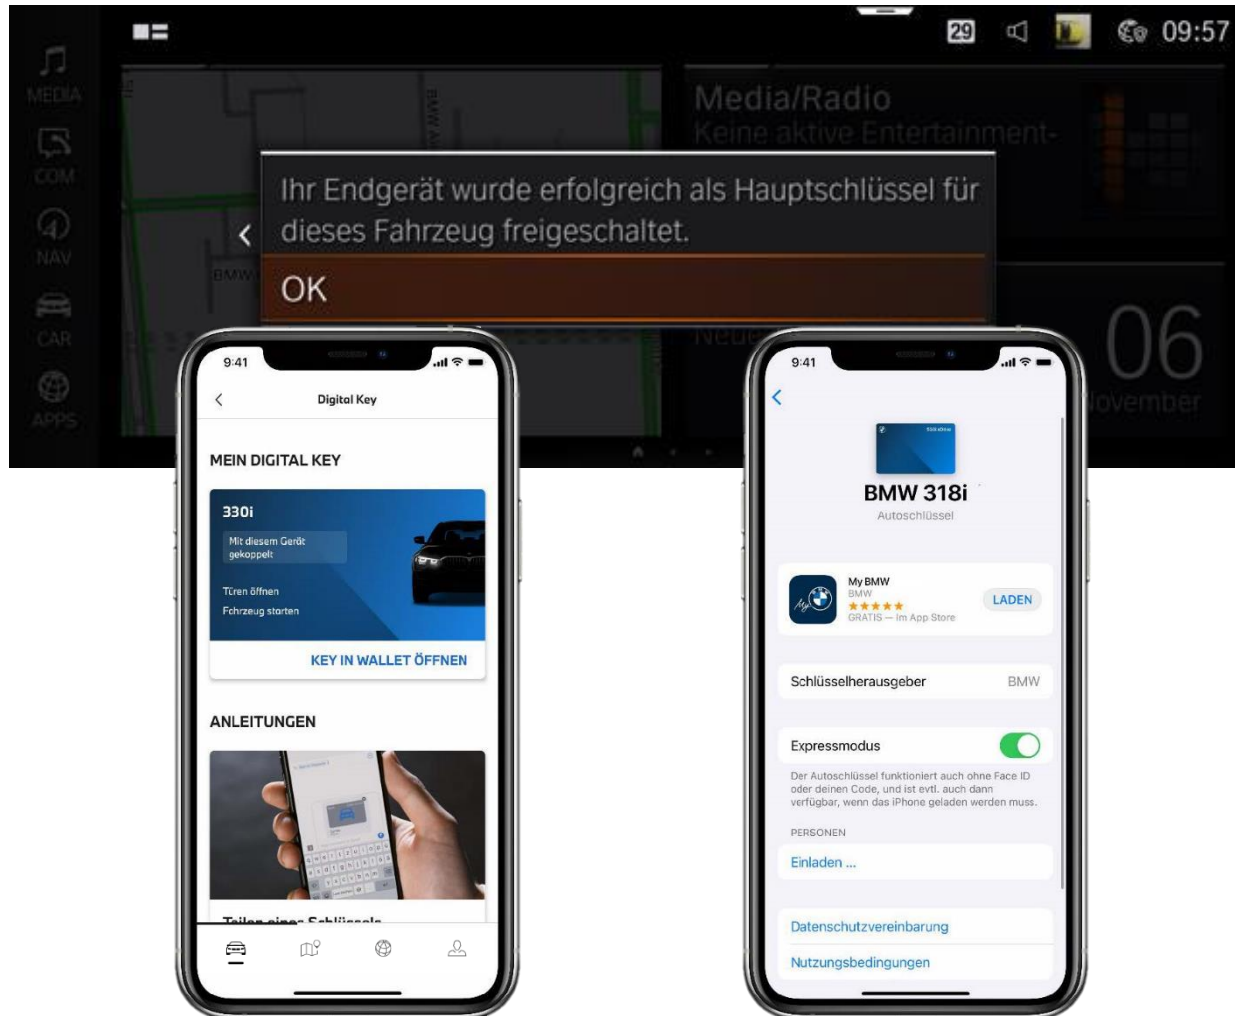 29
09:57
MEDIA
COM
NAV
CAR
APPS
Media/Radio
Keine aktive Entertainment-
BMW
Ihr Endgerät wurde erfolgreich als Hauptschlüssel für
dieses Fahrzeug freigeschaltet.
OK
06
November
9:41
Digital Key
MEIN DIGITAL KEY
330i
Mit diesem Gerät
gekoppelt
Türen öffnen
Fahrzeug starten
KEY IN WALLET ÖFFNEN
ANLEITUNGEN
Teilen eines Schlüssels
9:41
BMW 318i
Autoschlüssel
My BMW
BMW
GRATIS — Im App Store
LADEN
Schlüsselherausgeber
BMW
Expressmodus
Der Autoschlüssel funktioniert auch ohne Face ID
oder deinen Code, und ist evtl. auch dann
verfügbar, wenn das iPhone geladen werden muss.
PERSONEN
Einladen ...
Datenschutzvereinbarung
Nutzungsbedingungen